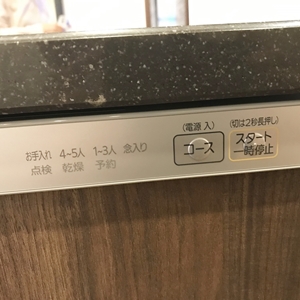 (電源 入) (切は2秒長押し)
お手入れ 4~5人 1~3人 念入り コース スタート
点検 乾燥 予約 一時停止